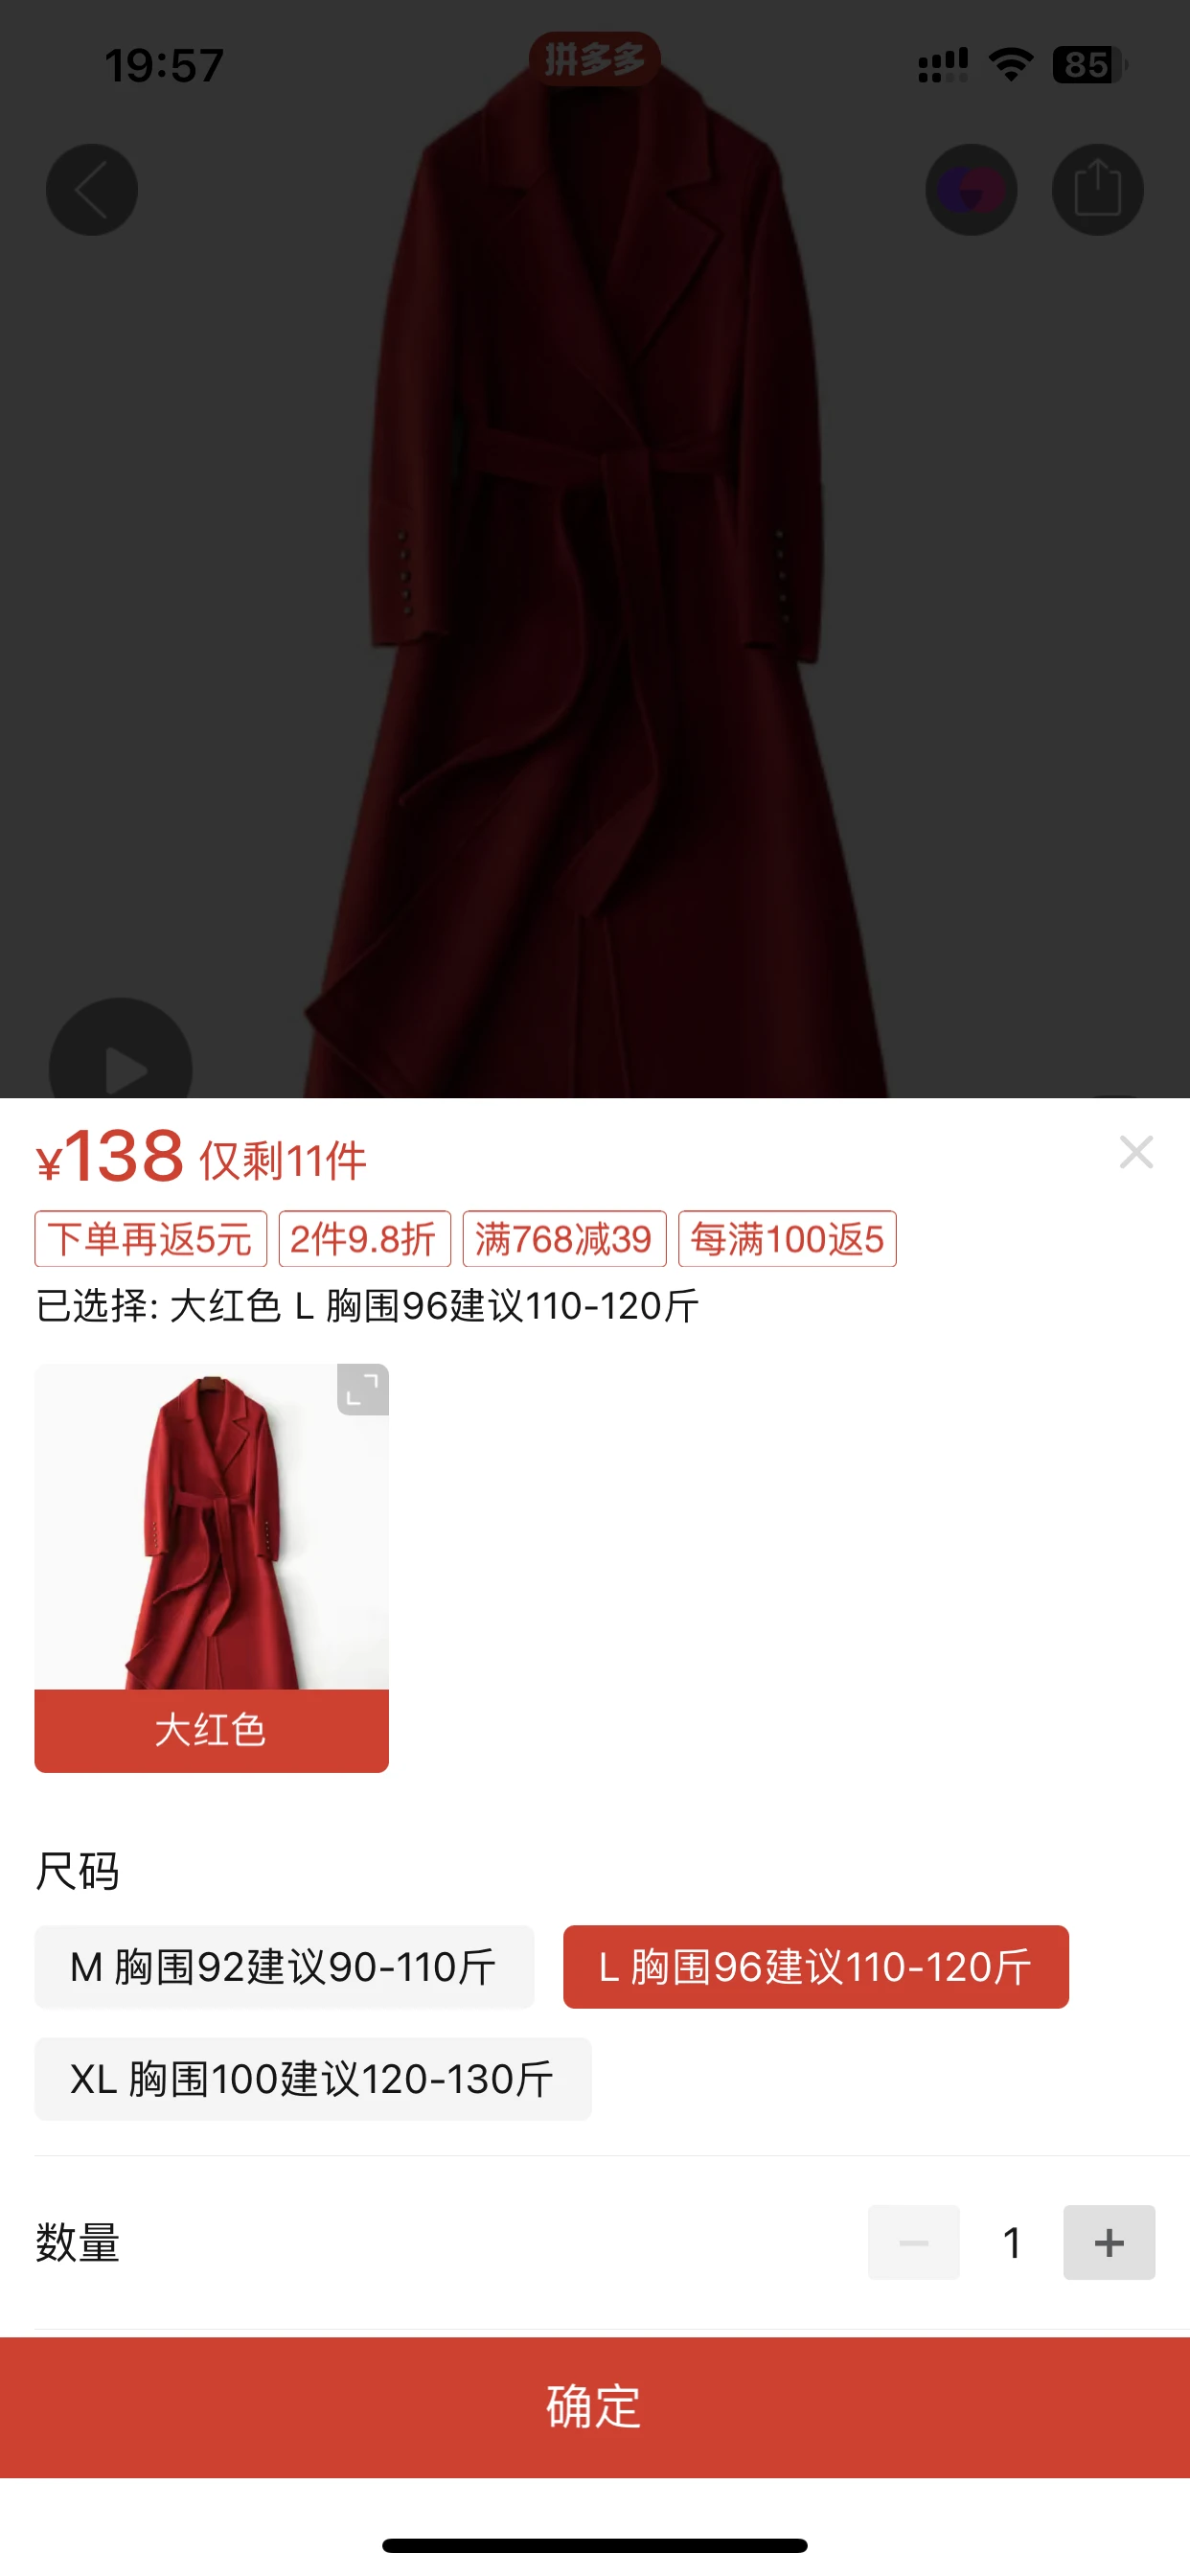 19:57
拼多多
85
¥138 仅剩11件
下单再返5元 2件9.8折 满768减39 每满100返5
已选择: 大红色 L 胸围96建议110-120斤
大红色
尺码
M 胸围92建议90-110斤 L 胸围96建议110-120斤
XL 胸围100建议120-130斤
数量 1
确定